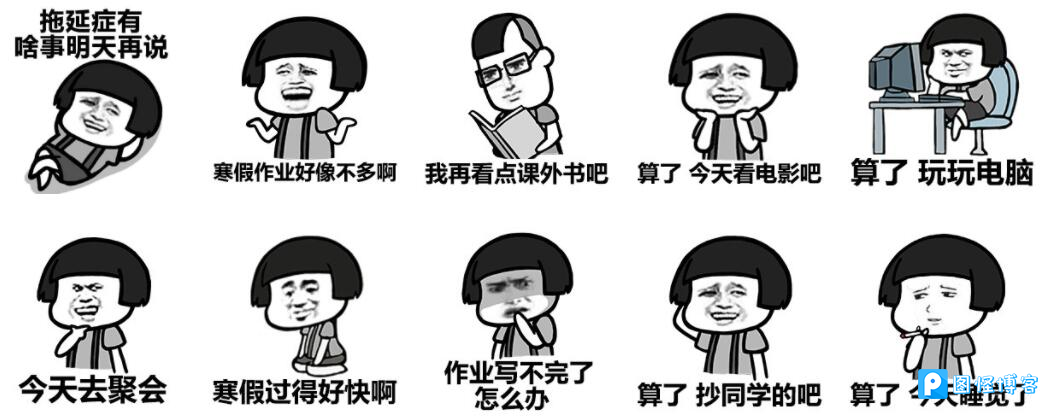 拖延症有
啥事明天再说
寒假作业好像不多啊
我再看点课外书吧
算了 今天看电影吧
算了 玩玩电脑
今天去聚会
寒假过得好快啊
作业写不完了
怎么办
算了 抄同学的吧
算了 今天睡觉了
P 图怪博客